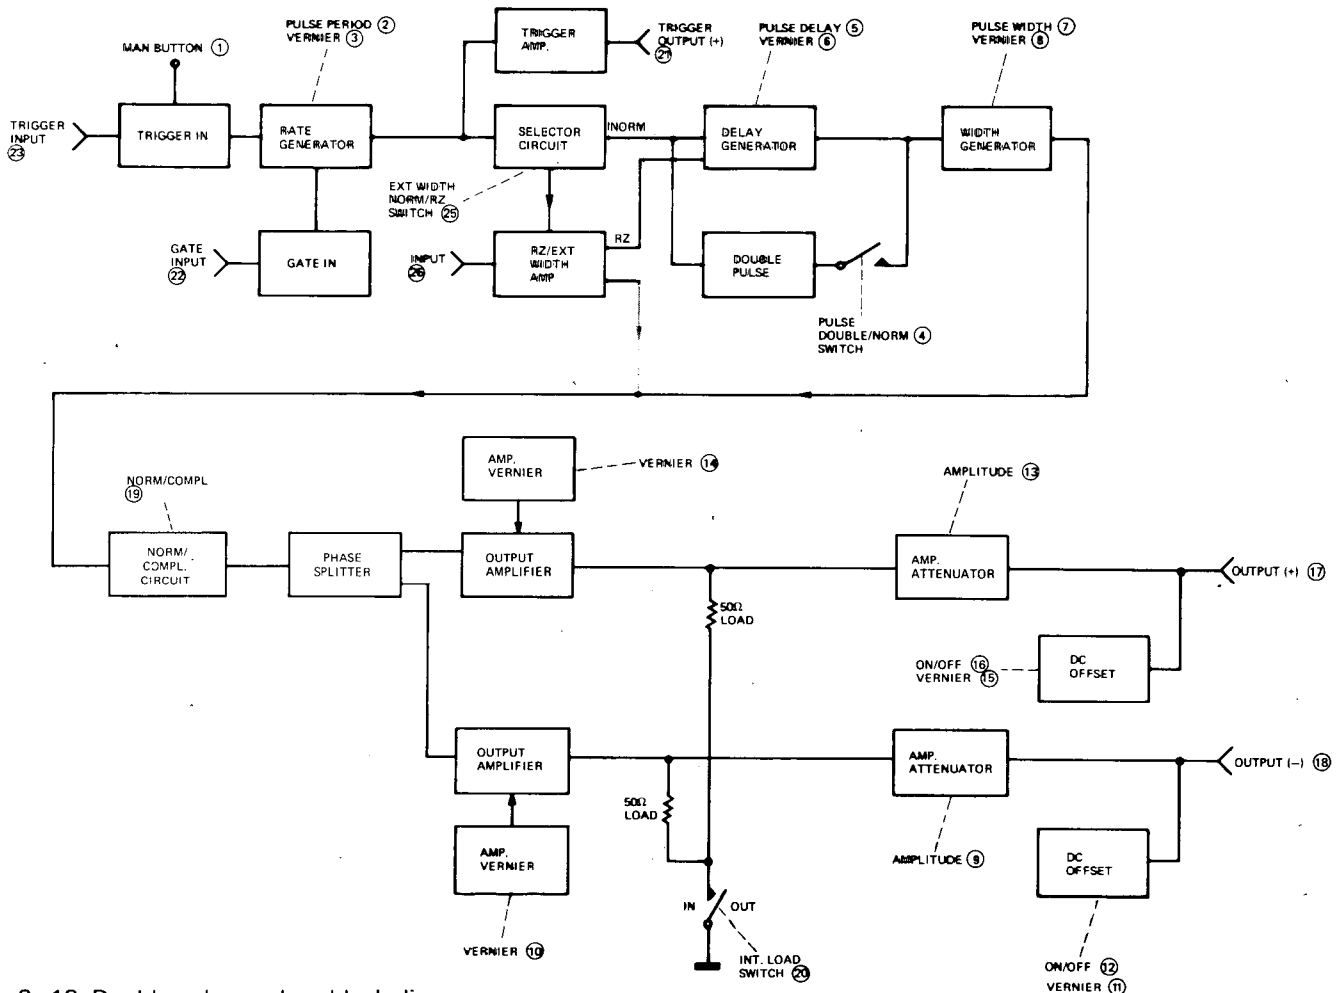 PULSE PERIOD ②
VERNIER ③
MAN BUTTON ①
TRIGGER
AMP.
TRIGGER
OUTPUT (+)
㉑
PULSE DELAY ⑤
VERNIER ⑥
PULSE WIDTH ⑦
VERNIER ⑧
TRIGGER
INPUT
㉓
TRIGGER IN
RATE
GENERATOR
SELECTOR
CIRCUIT
NORM
DELAY
GENERATOR
WIDTH
GENERATOR
EXT WIDTH
NORM/RZ
SWITCH ㉕
GATE
INPUT
㉒
GATE IN
INPUT
㉖
RZ/EXT
WIDTH
AMP
RZ
DOUBLE
PULSE
PULSE
DOUBLE/NORM ④
SWITCH
AMP.
VERNIER
VERNIER ⑭
AMPLITUDE ⑬
NORM/COMPL
⑲
NORM/
COMPL.
CIRCUIT
PHASE
SPLITTER
OUTPUT
AMPLIFIER
AMP.
ATTENUATOR
OUTPUT (+) ⑰
50Ω
LOAD
ON/OFF ⑯
VERNIER ⑮
DC
OFFSET
OUTPUT
AMPLIFIER
AMP.
ATTENUATOR
OUTPUT (–) ⑱
50Ω
LOAD
AMP.
VERNIER
AMPLITUDE ⑨
DC
OFFSET
IN OUT
VERNIER ⑩
INT. LOAD
SWITCH ⑳
ON/OFF ⑫
VERNIER ⑪